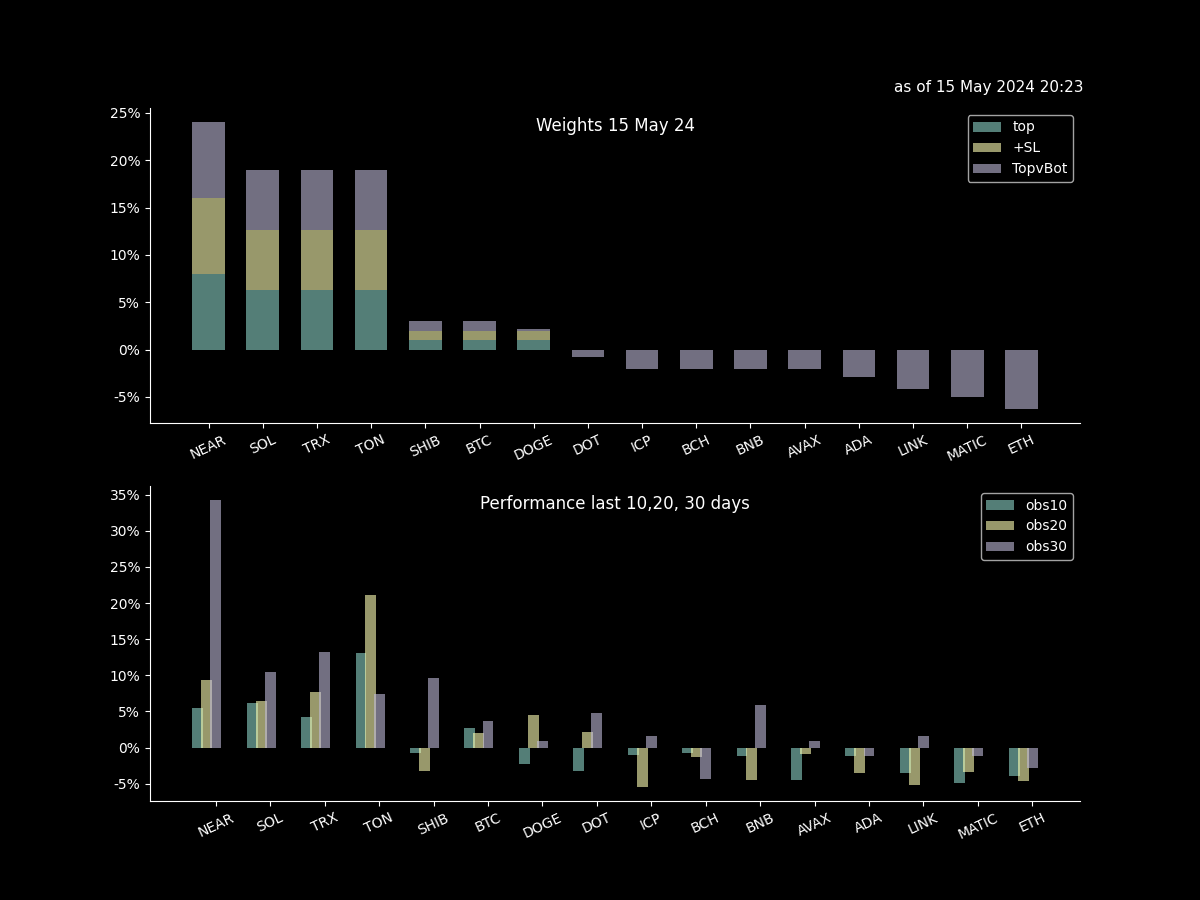 as of 15 May 2024 20:23
Weights 15 May 24
top
+SL
TopvBot
25%
20%
15%
10%
5%
0%
-5%
NEAR SOL TRX TON SHIB BTC DOGE DOT ICP BCH BNB AVAX ADA LINK MATIC ETH
Performance last 10,20, 30 days
obs10
obs20
obs30
35%
30%
25%
20%
15%
10%
5%
0%
-5%
NEAR SOL TRX TON SHIB BTC DOGE DOT ICP BCH BNB AVAX ADA LINK MATIC ETH